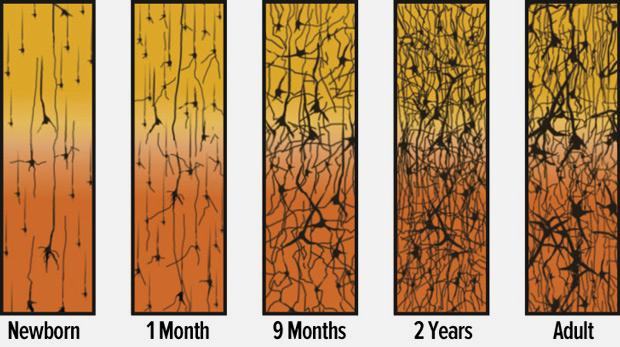 Newborn
1 Month
9 Months
2 Years
Adult